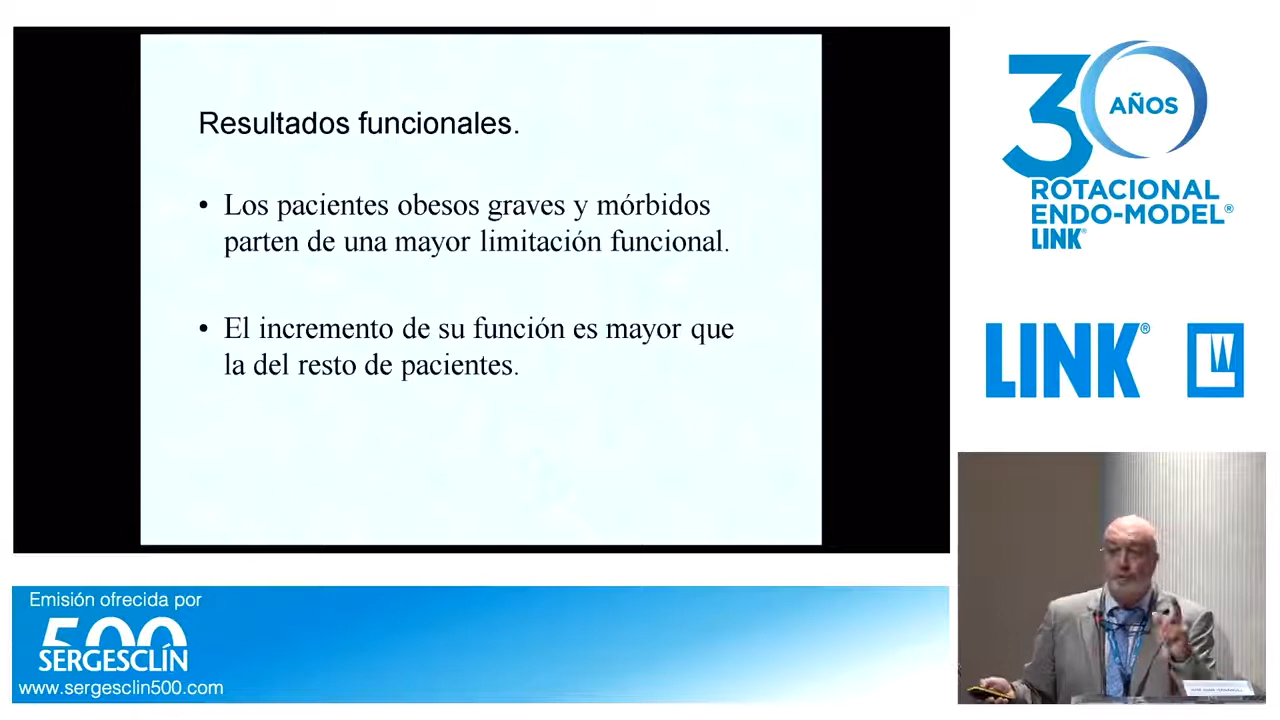 Resultados funcionales.
• Los pacientes obesos graves y mórbidos
parten de una mayor limitación funcional.
• El incremento de su función es mayor que
la del resto de pacientes.
30
AÑOS
ROTACIONAL
ENDO-MODEL®
LINK®
LINK®
Emisión ofrecida por
500
SERGESCLÍN
www.sergesclin500.com